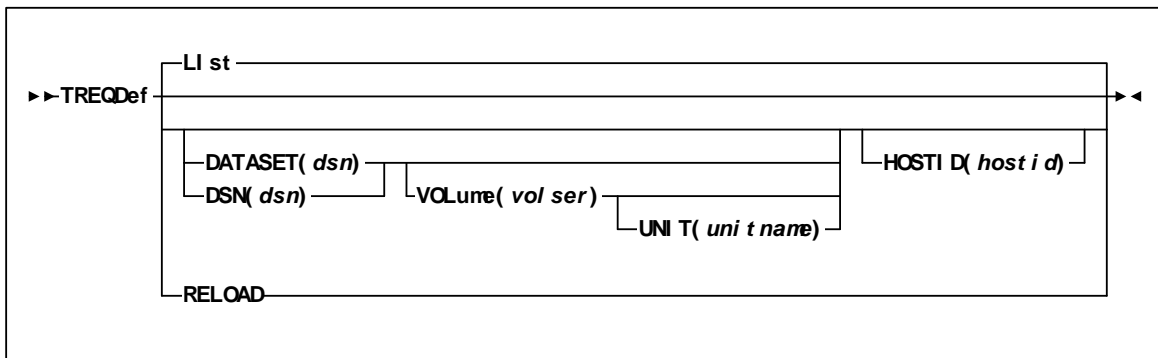 LIst
TREQDef
DATASET(dsn)
HOSTID(hostid)
DSN(dsn)
VOLume(volser)
UNIT(unitname)
RELOAD